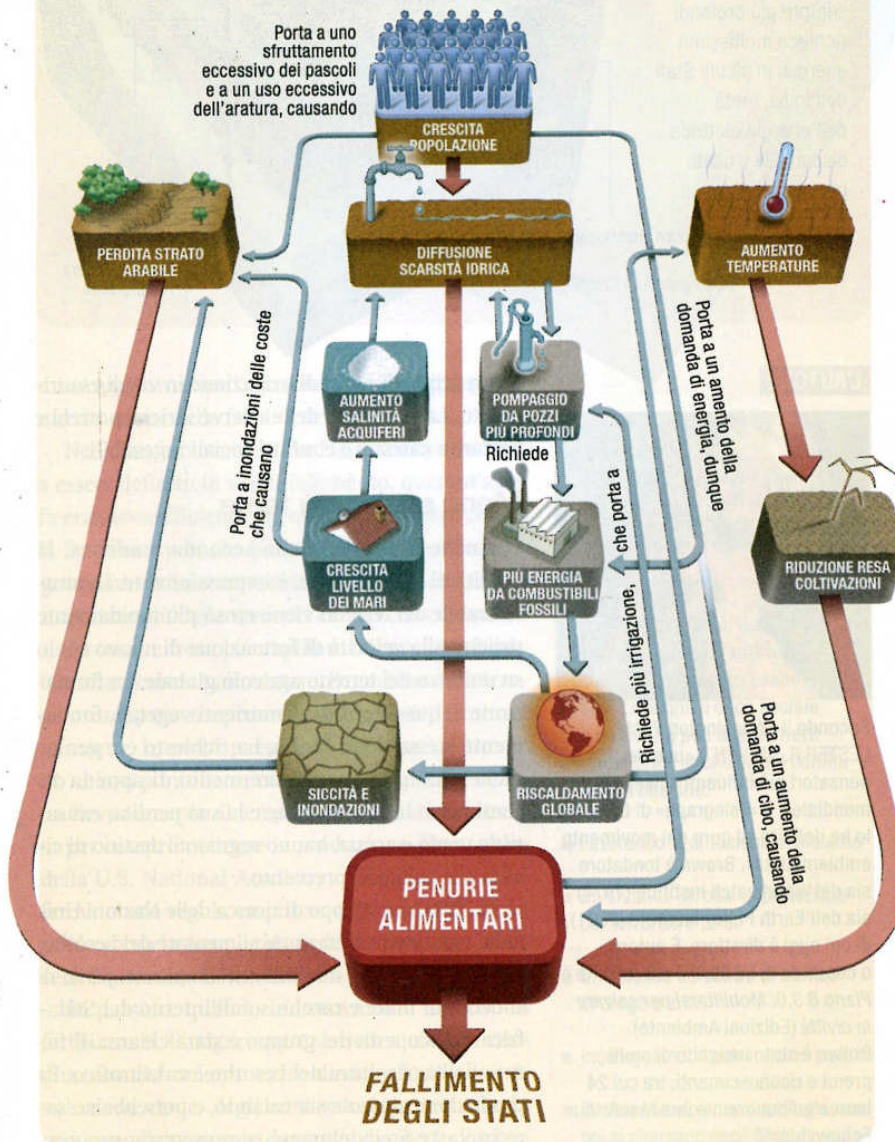 Porta a uno
sfruttamento
eccessivo dei pascoli
e a un uso eccessivo
dell'aratura, causando
CRESCITA
POPOLAZIONE
PERDITA STRATO
ARABILE
DIFFUSIONE
SCARSITÀ IDRICA
AUMENTO
TEMPERATURE
AUMENTO
SALINITÀ
ACQUIFERI
POMPAGGIO
DA POZZI
PIÙ PROFONDI
Richiede
Porta a un amento della
domanda di energia, dunque
Porta a inondazioni delle coste
che causano
CRESCITA
LIVELLO
DEI MARI
PIÙ ENERGIA
DA COMBUSTIBILI
FOSSILI
RIDUZIONE RESA
COLTIVAZIONI
Richiede più irrigazione,
che porta a
SICCITÀ E
INONDAZIONI
RISCALDAMENTO
GLOBALE
Porta a un aumento della
domanda di cibo, causando
PENURIE
ALIMENTARI
FALLIMENTO
DEGLI STATI